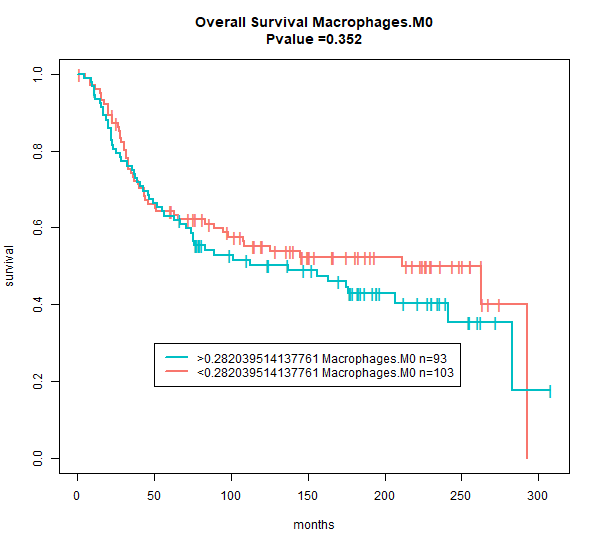 Overall Survival Macrophages.M0
Pvalue =0.352
survival
1.0
0.8
0.6
0.4
0.2
0.0
>0.282039514137761 Macrophages.M0 n=93
<0.282039514137761 Macrophages.M0 n=103
0 50 100 150 200 250 300
months